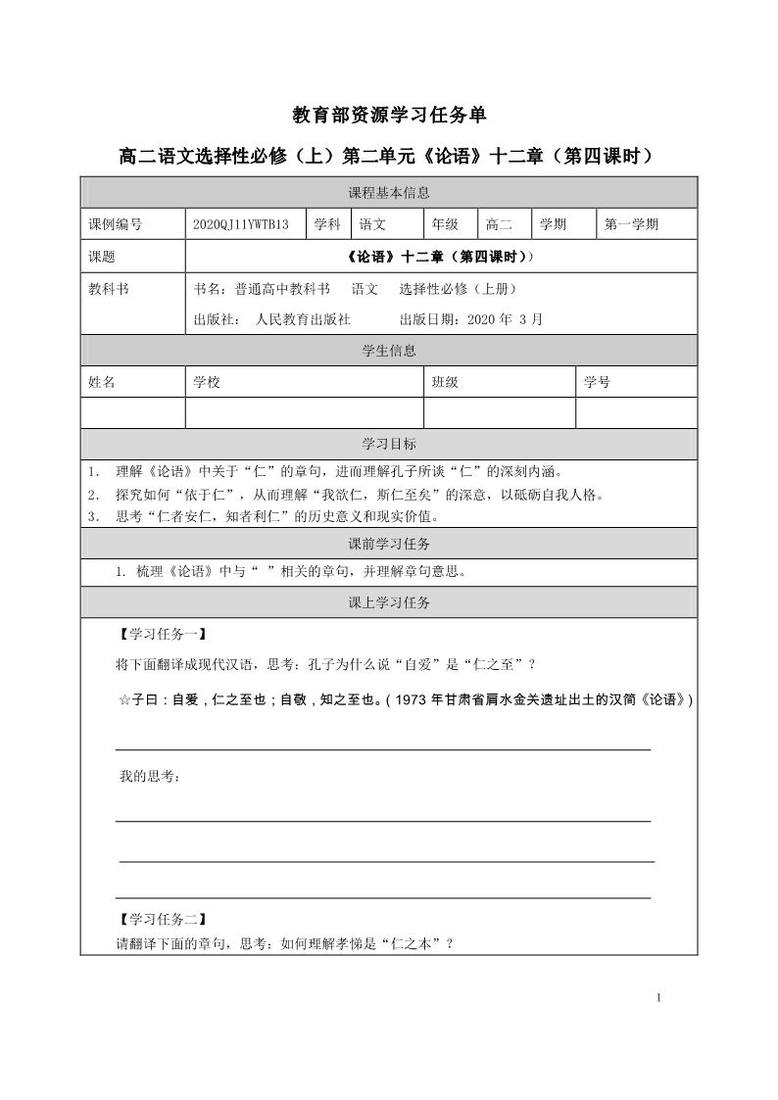 教育部资源学习任务单
高二语文选择性必修（上）第二单元《论语》十二章（第四课时）
课程基本信息
课例编号 2020QJ11YWTB13 学科 语文 年级 高二 学期 第一学期
课题 《论语》十二章（第四课时））
教科书 书名：普通高中教科书 语文 选择性必修（上册）
出版社： 人民教育出版社 出版日期：2020 年 3 月
学生信息
姓名 学校 班级 学号
学习目标
1. 理解《论语》中关于“仁”的章句，进而理解孔子所谈“仁”的深刻内涵。
2. 探究如何“依于仁”，从而理解“我欲仁，斯仁至矣”的深意，以砥砺自我人格。
3. 思考“仁者安仁，知者利仁”的历史意义和现实价值。
课前学习任务
1. 梳理《论语》中与“ ”相关的章句，并理解章句意思。
课上学习任务
【学习任务一】
将下面翻译成现代汉语，思考：孔子为什么说“自爱”是“仁之至”？
☆子曰：自爱，仁之至也；自敬，知之至也。（1973 年甘肃省肩水金关遗址出土的汉简《论语》）
我的思考：
【学习任务二】
请翻译下面的章句，思考：如何理解孝悌是“仁之本”？
1